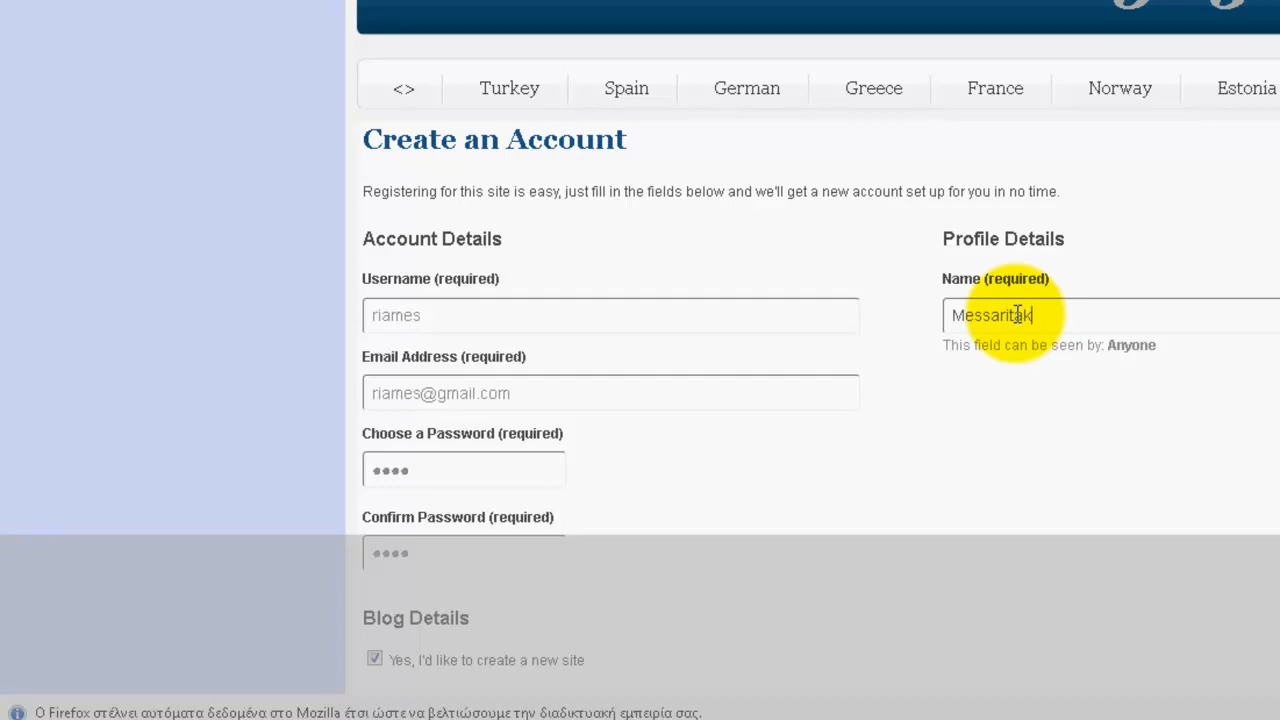 <> Turkey Spain German Greece France Norway Estonia
Create an Account
Registering for this site is easy, just fill in the fields below and we'll get a new account set up for you in no time.
Account Details
Username (required)
riames
Email Address (required)
riames@gmail.com
Choose a Password (required)
••••
Confirm Password (required)
••••
Blog Details
Yes, I'd like to create a new site
Profile Details
Name (required)
Messaritak
This field can be seen by: Anyone
Ο Firefox στέλνει αυτόματα δεδομένα στο Mozilla έτσι ώστε να βελτιώσουμε την διαδικτυακή εμπειρία σας.